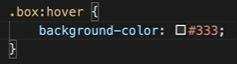 .box:hover {
    background-color: #333;
}